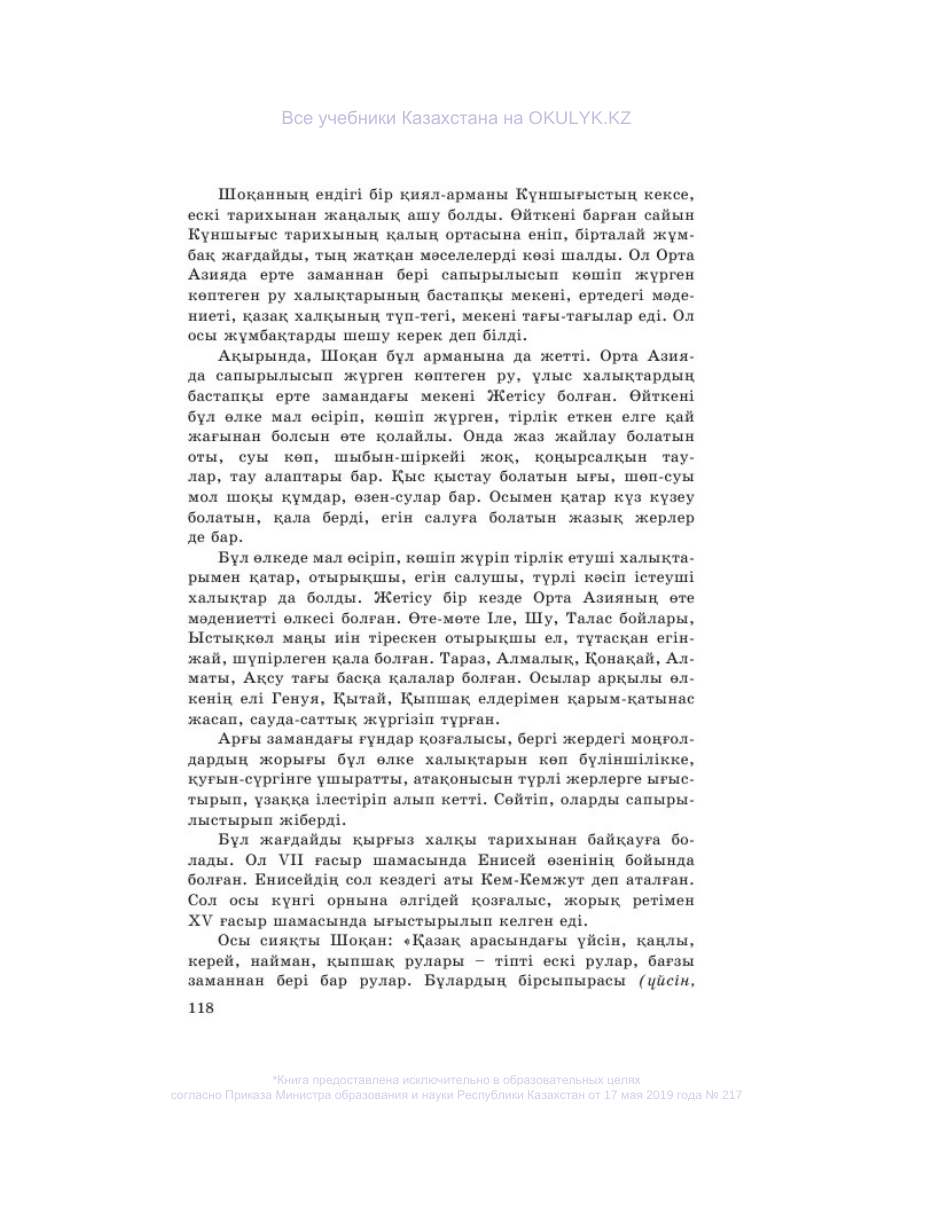 Все учебники Казахстана на OKULYK.KZ
Шоқанның ендігі бір қиял-арманы Күншығыстың кексе,
ескі тарихынан жаңалық ашу болды. Өйткені барған сайын
Күншығыс тарихының қалың ортасына еніп, бірталай жұм-
бақ жағдайды, тың жатқан мәселелерді көзі шалды. Ол Орта
Азияда ерте заманнан бері сапырылысып көшіп жүрген
көптеген ру халықтарының бастапқы мекені, ертедегі мәде-
ниеті, қазақ халқының түп-тегі, мекені тағы-тағылар еді. Ол
осы жұмбақтарды шешу керек деп білді.
Ақырында, Шоқан бұл арманына да жетті. Орта Азия-
да сапырылысып жүрген көптеген ру, ұлыс халықтардың
бастапқы ерте замандағы мекені Жетісу болған. Өйткені
бұл өлке мал өсіріп, көшіп жүрген, тірлік еткен елге қай
жағынан болсын өте қолайлы. Онда жаз жайлау болатын
оты, суы көп, шыбын-шіркейі жоқ, қоңырсалқын тау-
лар, тау алаптары бар. Қыс қыстау болатын ығы, шөп-суы
мол шоқы құмдар, өзен-сулар бар. Осымен қатар күз күзеу
болатын, қала берді, егін салуға болатын жазық жерлер
де бар.
Бұл өлкеде мал өсіріп, көшіп жүріп тірлік етуші халықта-
рымен қатар, отырықшы, егін салушы, түрлі кәсіп істеуші
халықтар да болды. Жетісу бір кезде Орта Азияның өте
мәдениетті өлкесі болған. Өте-мөте Іле, Шу, Талас бойлары,
Ыстықкөл маңы иін тірескен отырықшы ел, тұтасқан егін-
жай, шүпірлеген қала болған. Тараз, Алмалық, Қонақай, Ал-
маты, Ақсу тағы басқа қалалар болған. Осылар арқылы өл-
кенің елі Генуя, Қытай, Қыпшақ елдерімен қарым-қатынас
жасап, сауда-саттық жүргізіп тұрған.
Арғы замандағы ғұндар қозғалысы, бергі жердегі моңғол-
дардың жорығы бұл өлке халықтарын көп бүліншілікке,
қуғын-сүргінге ұшыратты, атақонысын түрлі жерлерге ығыс-
тырып, ұзаққа ілестіріп алып кетті. Сөйтіп, оларды сапыры-
лыстырып жіберді.
Бұл жағдайды қырғыз халқы тарихынан байқауға бо-
лады. Ол VII ғасыр шамасында Енисей өзенінің бойында
болған. Енисейдің сол кездегі аты Кем-Кемжут деп аталған.
Сол осы күнгі орнына әлгідей қозғалыс, жорық ретімен
XV ғасыр шамасында ығыстырылып келген еді.
Осы сияқты Шоқан: «Қазақ арасындағы үйсін, қаңлы,
керей, найман, қыпшақ рулары – тіпті ескі рулар, бағзы
заманнан бері бар рулар. Бұлардың бірсыпырасы (үйсін,
118
*Книга предоставлена исключительно в образовательных целях
согласно Приказа Министра образования и науки Республики Казахстан от 17 мая 2019 года № 217